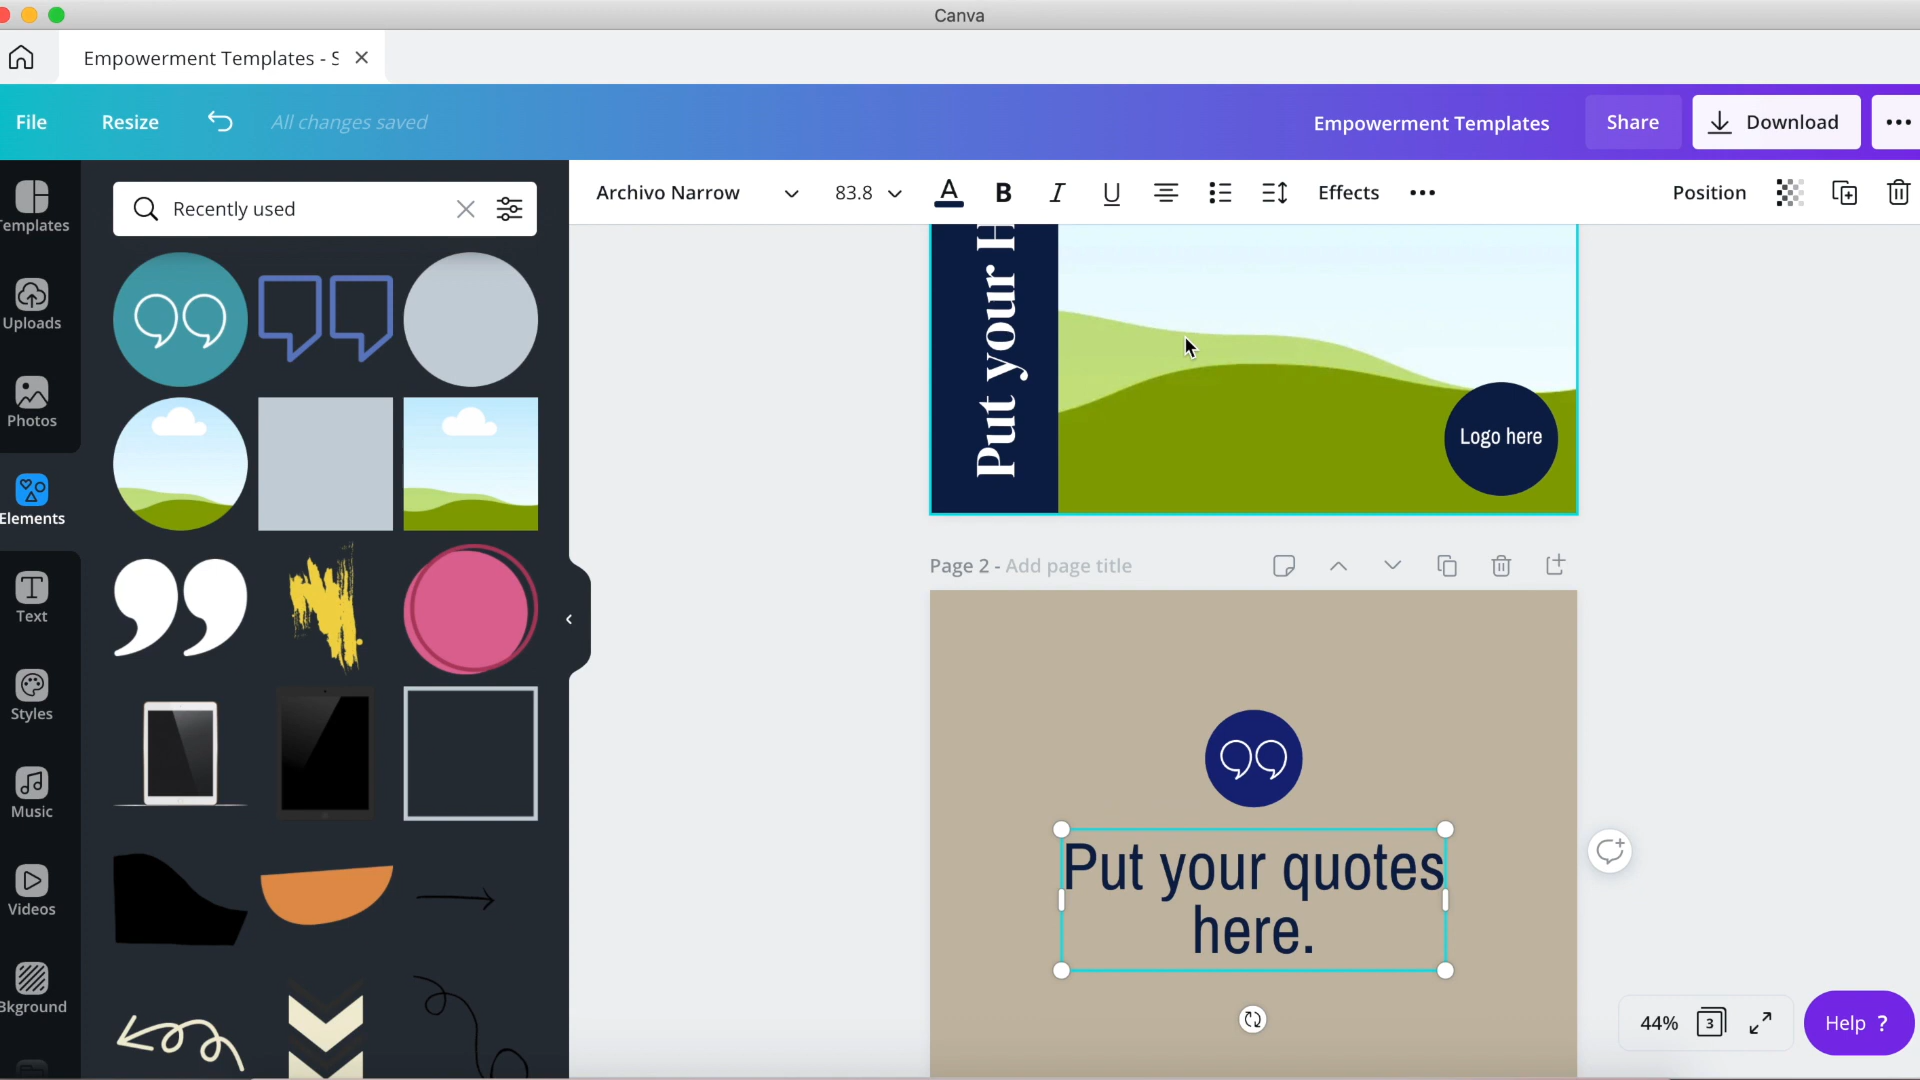 Canva
Empowerment Templates - S
File
Resize
All changes saved
Empowerment Templates
Share
Download
Templates
Uploads
Photos
Elements
Text
Styles
Music
Videos
Bkground
Recently used
Archivo Narrow
83.8
A
B
I
U
Effects
Position
Put your H
Logo here
Page 2 - Add page title
Put your quotes
here.
44%
3
Help ?